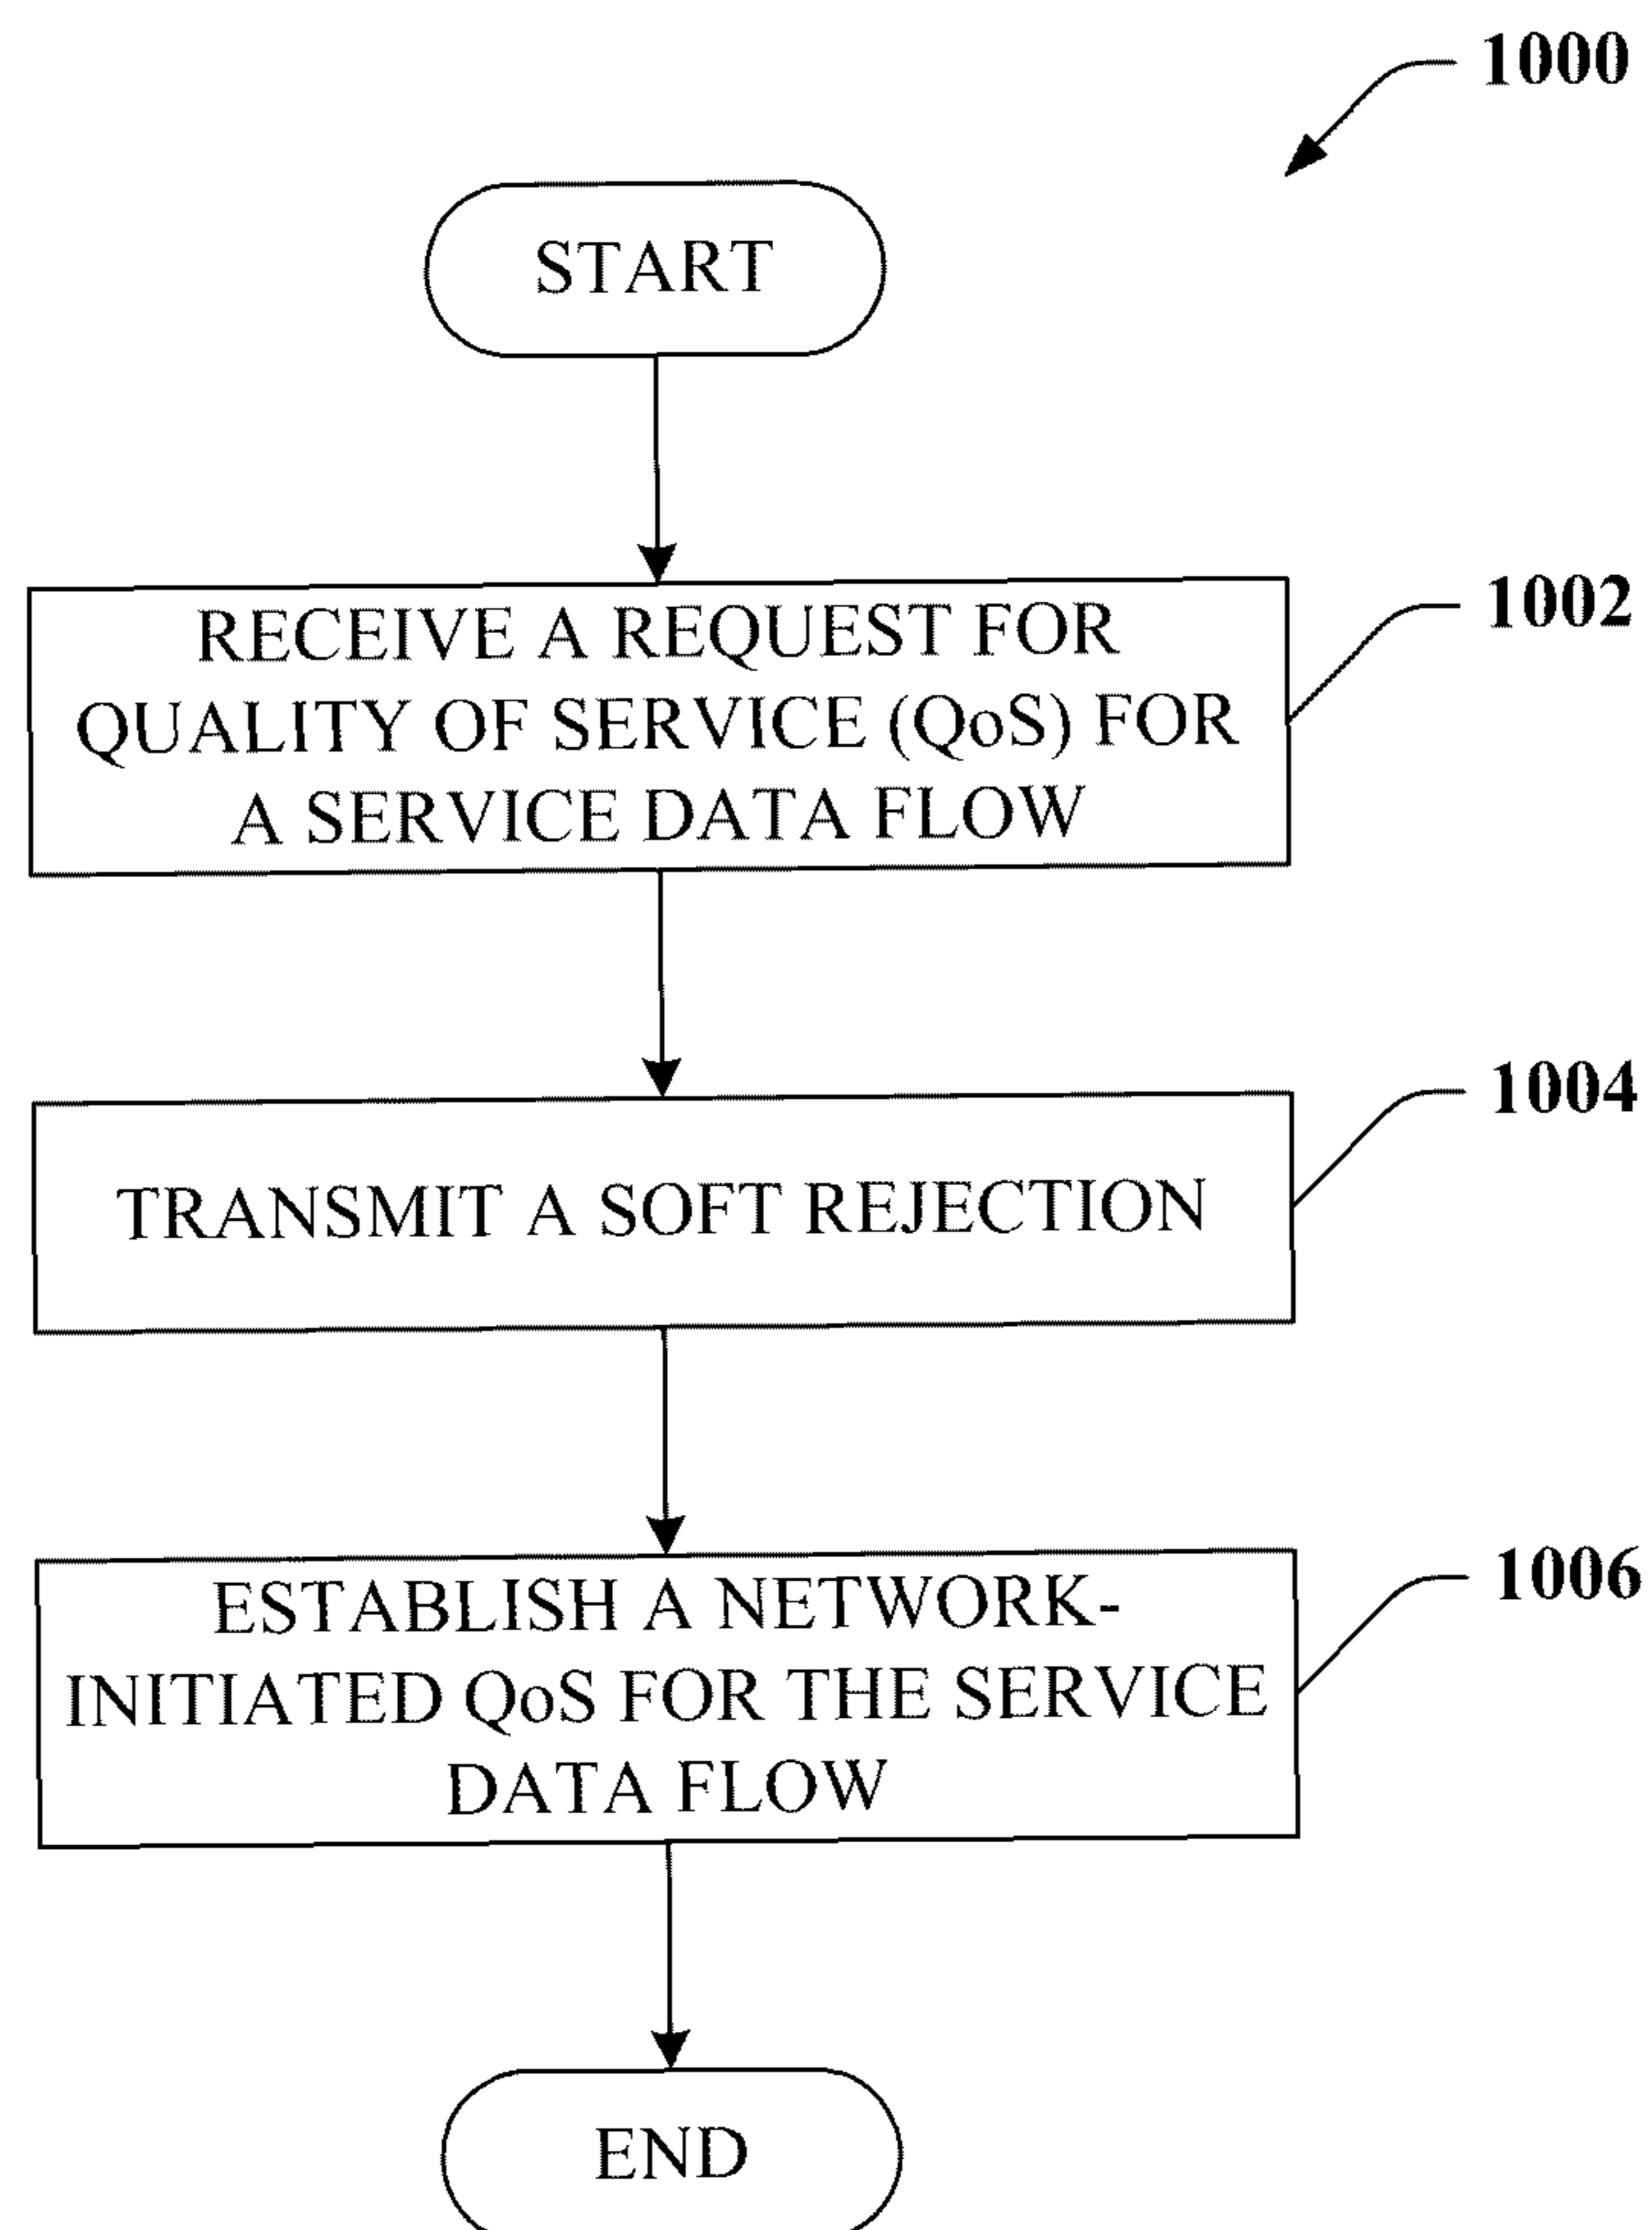 1000
START
RECEIVE A REQUEST FOR
QUALITY OF SERVICE (QoS) FOR
A SERVICE DATA FLOW
1002
TRANSMIT A SOFT REJECTION
1004
ESTABLISH A NETWORK-
INITIATED QoS FOR THE SERVICE
DATA FLOW
1006
END